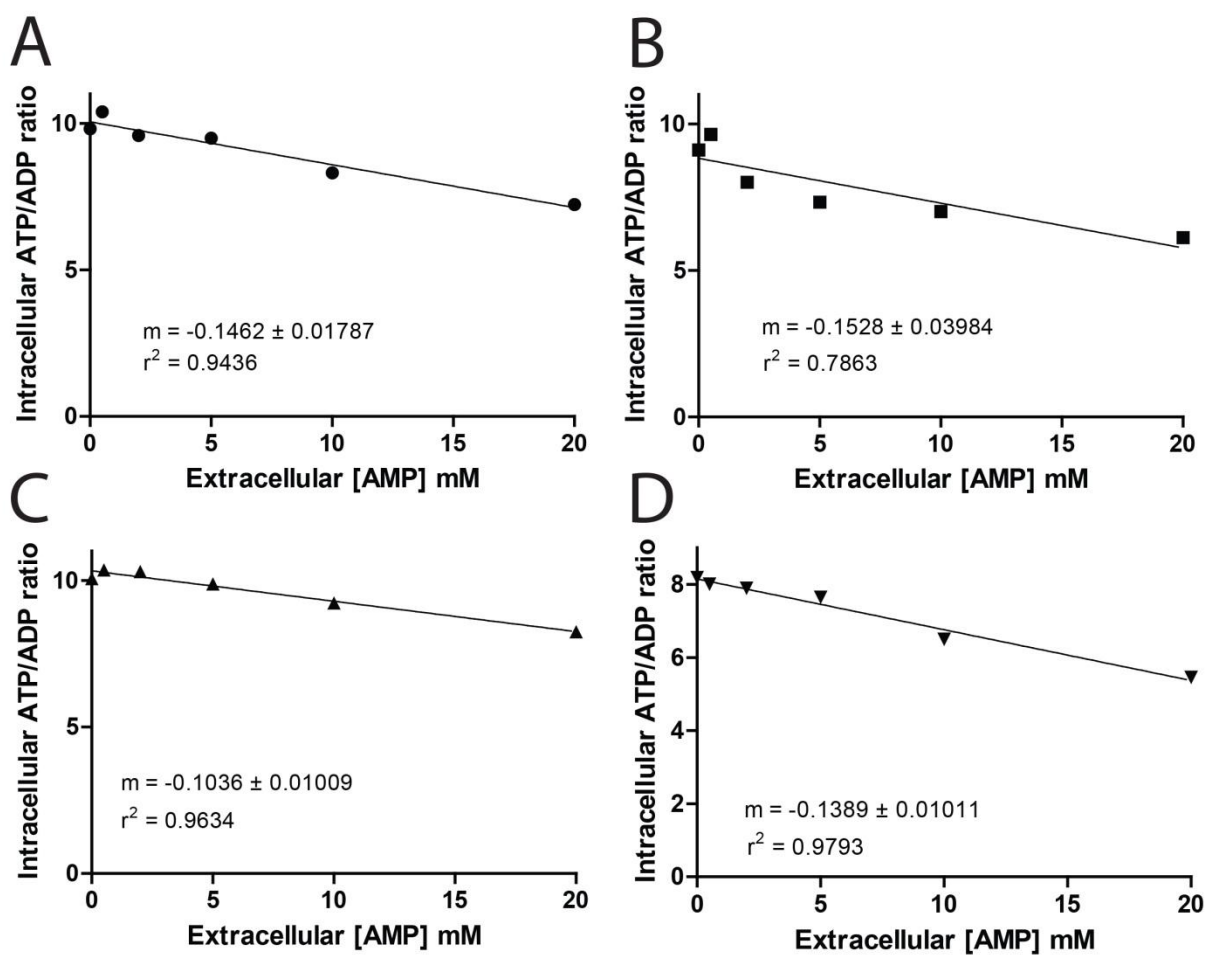 A
Intracellular ATP/ADP ratio
10
5
0
m = -0.1462 ± 0.01787
r² = 0.9436
0 5 10 15 20
Extracellular [AMP] mM
B
Intracellular ATP/ADP ratio
10
5
0
m = -0.1528 ± 0.03984
r² = 0.7863
0 5 10 15 20
Extracellular [AMP] mM
C
Intracellular ATP/ADP ratio
10
5
0
m = -0.1036 ± 0.01009
r² = 0.9634
0 5 10 15 20
Extracellular [AMP] mM
D
Intracellular ATP/ADP ratio
8
6
4
2
0
m = -0.1389 ± 0.01011
r² = 0.9793
0 5 10 15 20
Extracellular [AMP] mM